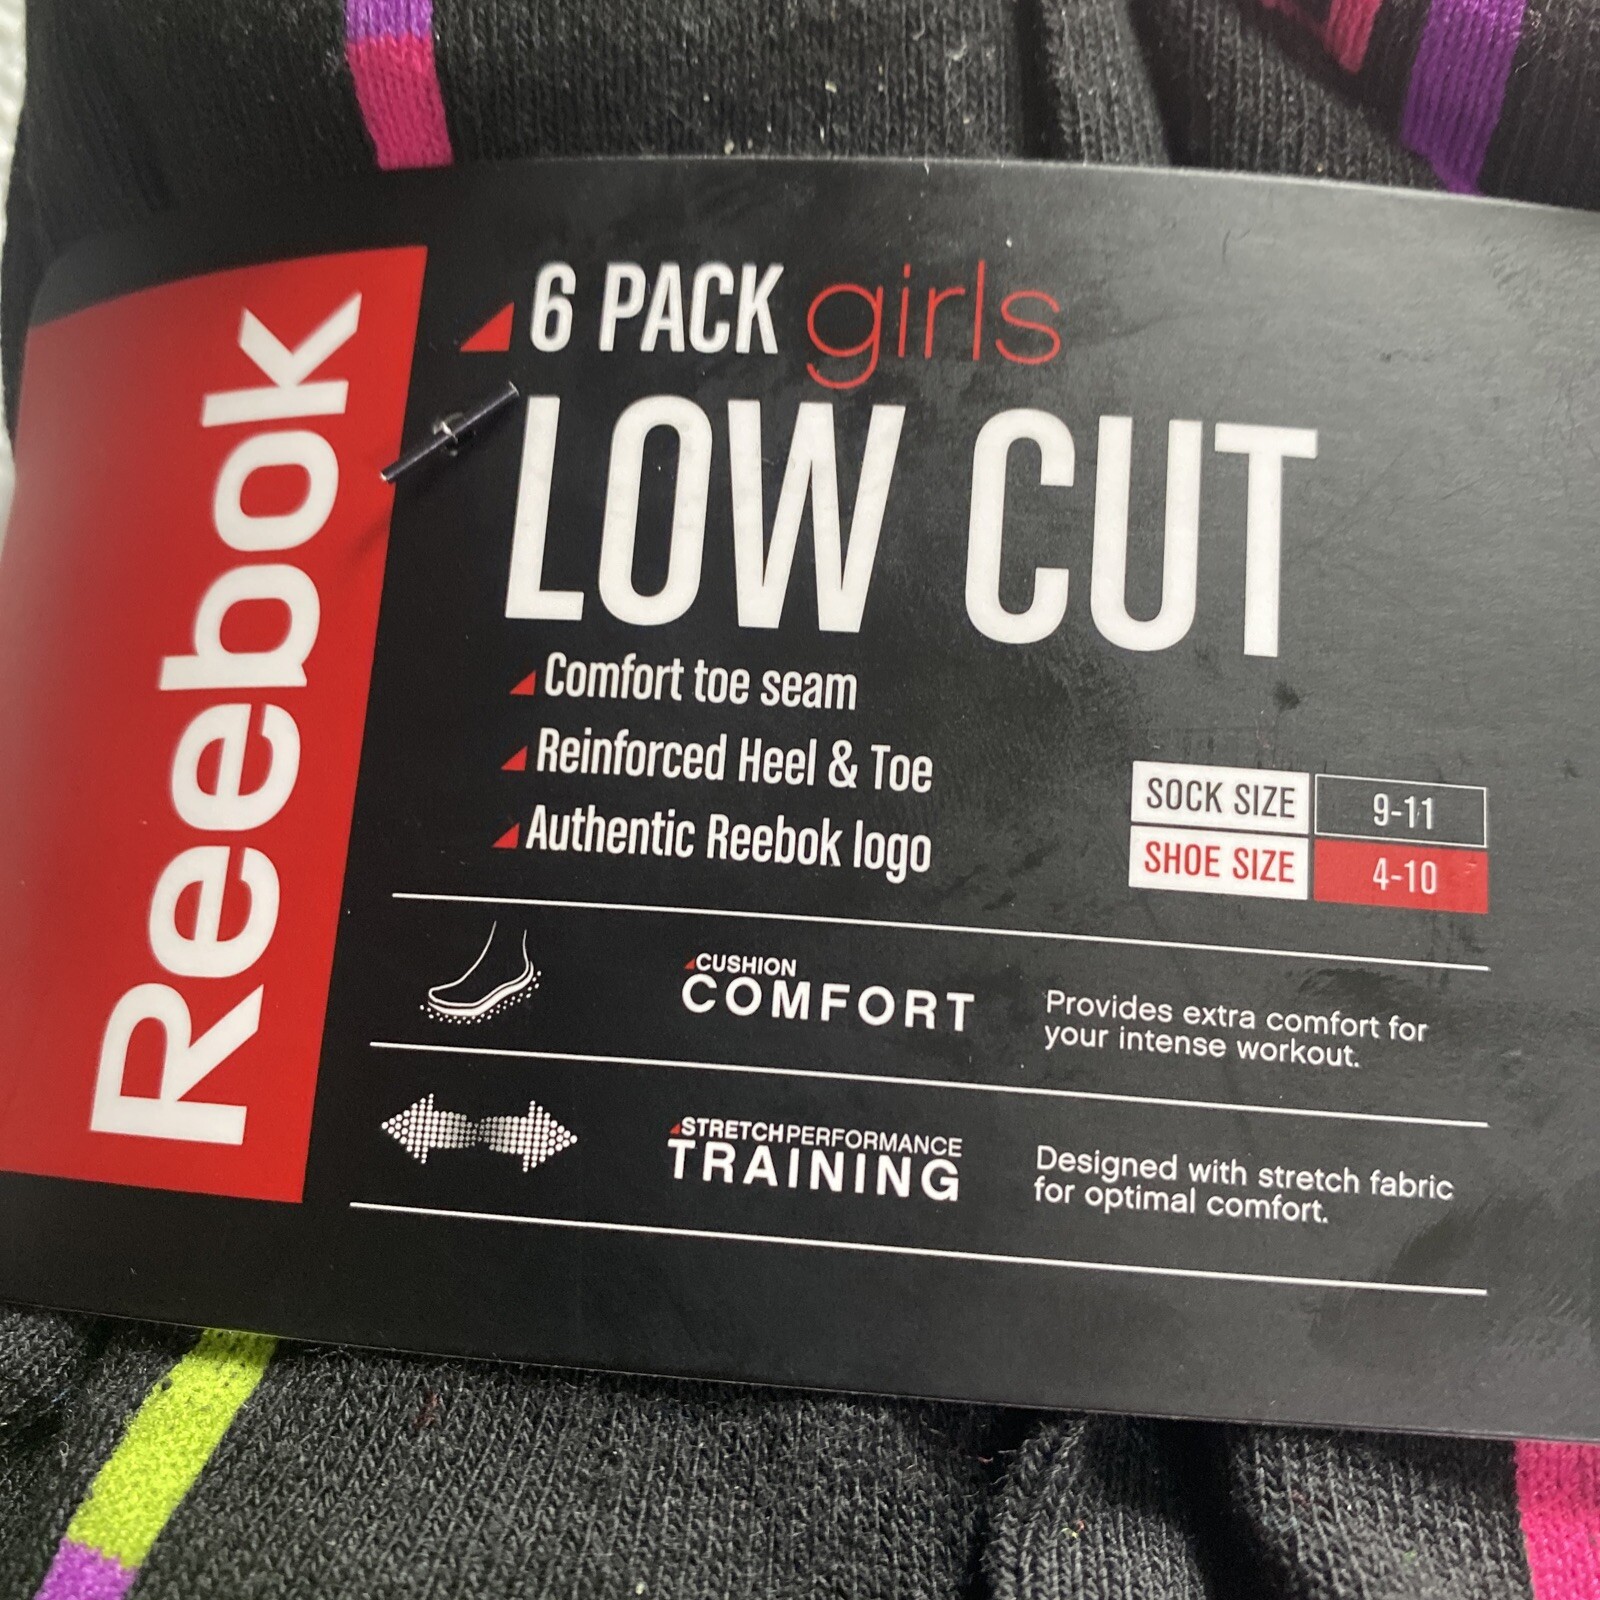 Reebok
6 PACK girls
LOW CUT
Comfort toe seam
Reinforced Heel & Toe
Authentic Reebok logo
SOCK SIZE 9-11
SHOE SIZE 4-10
CUSHION
COMFORT
Provides extra comfort for
your intense workout.
STRETCHPERFORMANCE
TRAINING
Designed with stretch fabric
for optimal comfort.